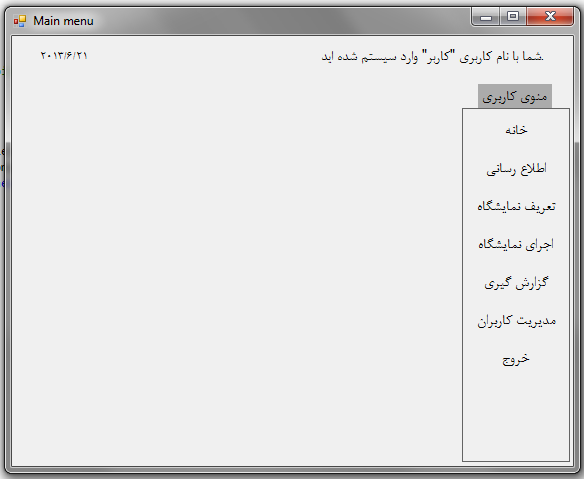 Main menu
شما با نام کاربری "کاربر" وارد سیستم شده اید.
۲۰۱۳/۶/۲۱
منوی کاربری
خانه
اطلاع رسانی
تعریف نمایشگاه
اجرای نمایشگاه
گزارش گیری
مدیریت کاربران
خروج